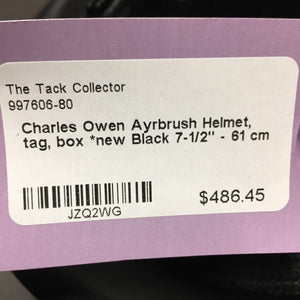 The Tack Collector
997606-80
Charles Owen Ayrbrush Helmet,
tag, box *new Black 7-1/2" - 61 cm
JZQ2WG
$486.45